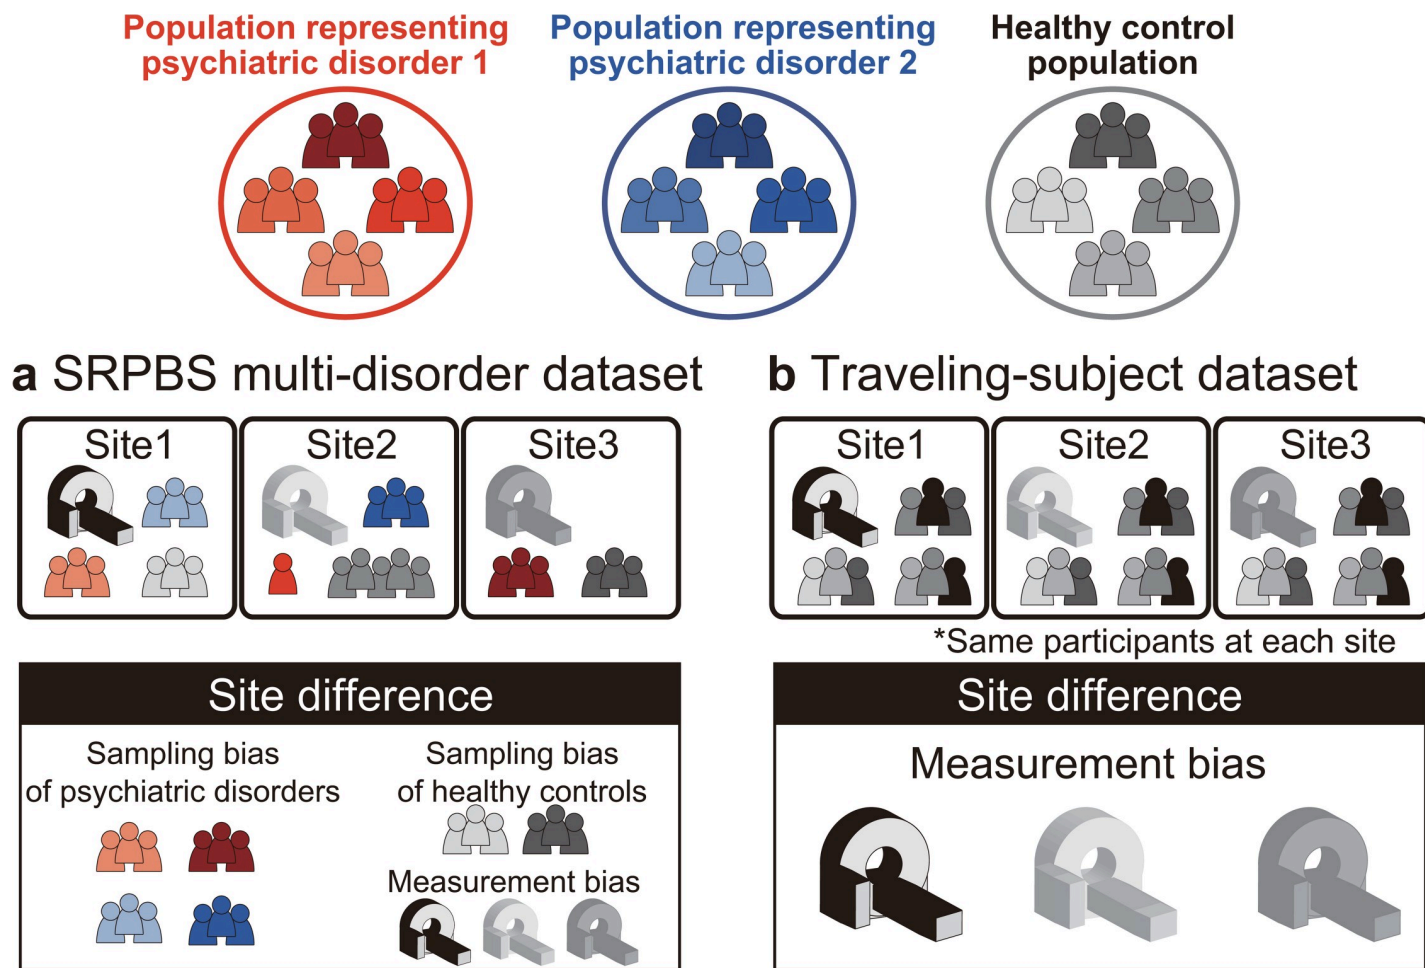 Population representing
psychiatric disorder 1
Population representing
psychiatric disorder 2
Healthy control
population
a SRPBS multi-disorder dataset
Site1
Site2
Site3
Site difference
Sampling bias
of psychiatric disorders
Sampling bias
of healthy controls
Measurement bias
b Traveling-subject dataset
Site1
Site2
Site3
*Same participants at each site
Site difference
Measurement bias